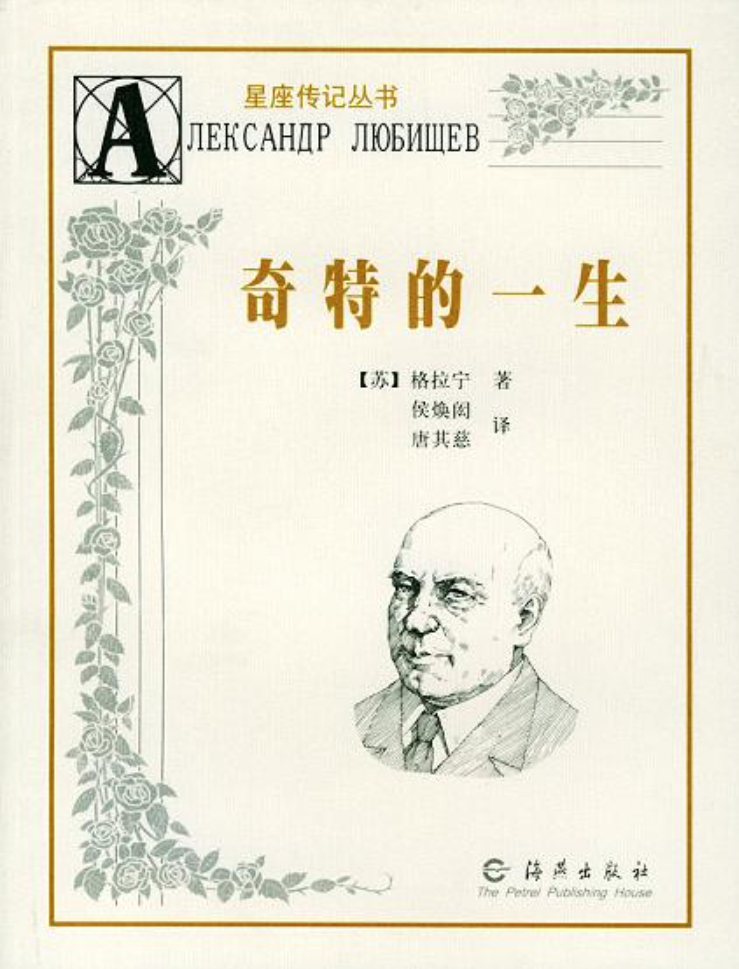 星座传记丛书
АЛЕКСАНДР ЛЮБИЩЕВ
奇特的一生
【苏】格拉宁 著
侯焕闳
唐其慈 译
海燕出版社
The Petrel Publishing House